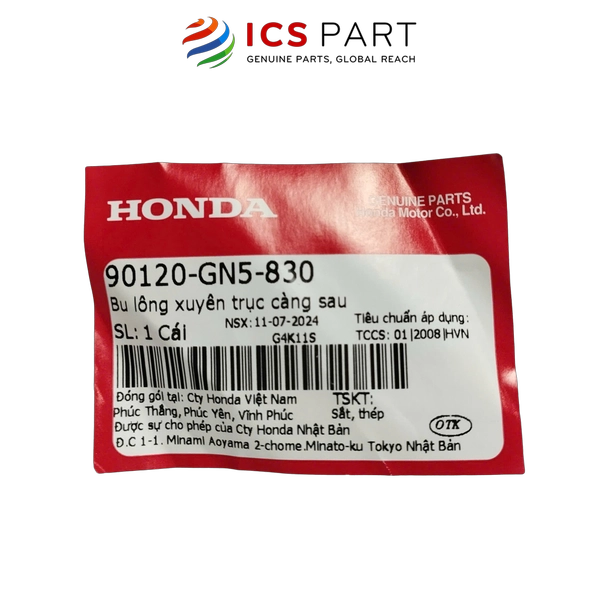 ICS PART
GENUINE PARTS, GLOBAL REACH
HONDA
GENUINE PARTS
Honda Motor Co., Ltd.
90120-GN5-830
Bu lông xuyên trục càng sau
SL: 1 Cái
NSX: 11-07-2024
G4K11S
Tiêu chuẩn áp dụng:
TCCS: 01|2008|HVN
Đóng gói tại: Cty Honda Việt Nam
Phúc Thắng, Phúc Yên, Vĩnh Phúc
TSKT:
Sắt, thép
Được sự cho phép của Cty Honda Nhật Bản
Đ.C 1-1. Minami Aoyama 2-chome.Minato-ku Tokyo Nhật Bản
OTK